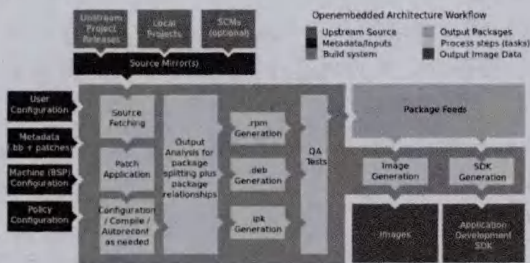 Openembedded Architecture Workflow
Upstream Source
Metadata/Inputs
Build system
Output Packages
Process steps (tasks)
Output Image Data
Upstream
Project
Releases
Local
Projects
SCMs
(optional)
Source Mirror(s)
User
Configuration
Metadata
(.bb + patches)
Machine (BSP)
Configuration
Policy
Configuration
Source
Fetching
Patch
Application
Configuration
/ Compile /
Autoreconf
as needed
Output
Analysis for
package
splitting plus
package
relationships
.rpm
Generation
.deb
Generation
.ipk
Generation
QA
Tests
Package Feeds
Image
Generation
SDK
Generation
Images
Application
Development
SDK